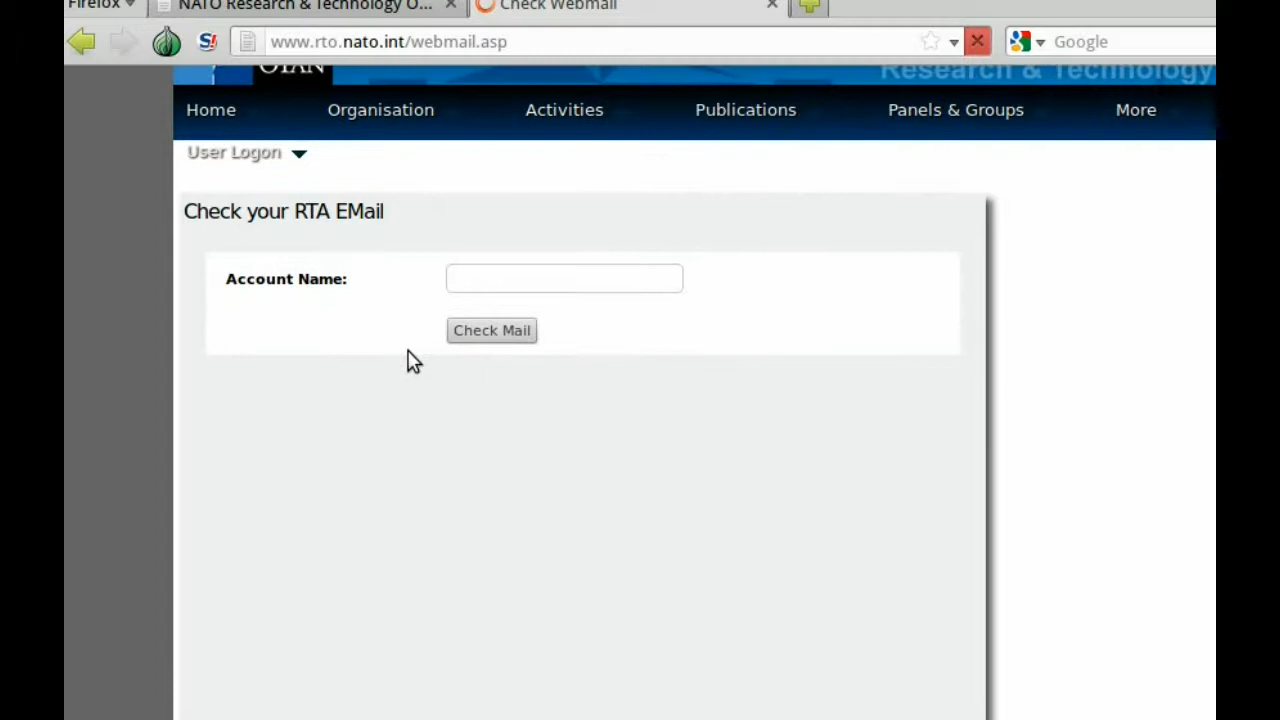 Firefox
NATO Research & Technology O...
Check Webmail
www.rto.nato.int/webmail.asp
Google
OTAN
Research & Technology
Home
Organisation
Activities
Publications
Panels & Groups
More
User Logon
Check your RTA EMail
Account Name:
Check Mail